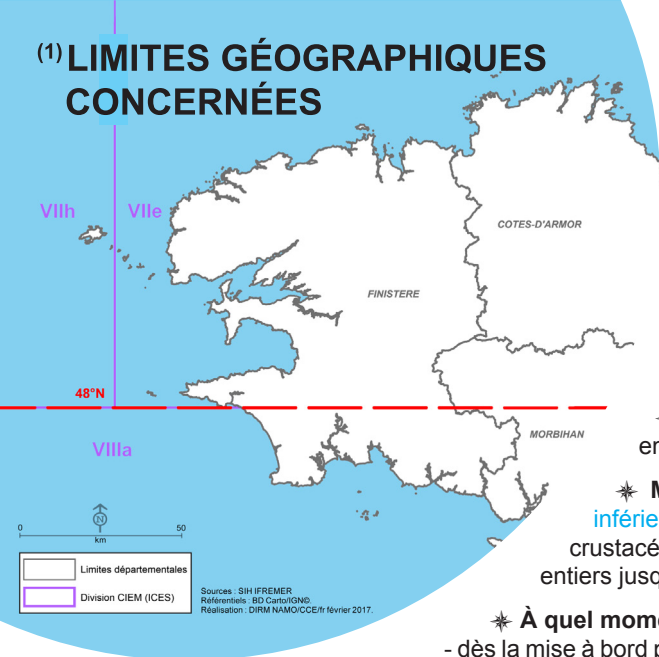 (1) LIMITES GÉOGRAPHIQUES
CONCERNÉES
VIIh
VIIe
COTES-D'ARMOR
FINISTERE
48°N
VIIIa
MORBIHAN
N
0 50
km
Limites départementales
Division CIEM (ICES)
Sources : SIH IFREMER
Référentiels : BD Carto/IGN©.
Réalisation : DIRM NAMO/CCE/fr février 2017.
inférie
crustacé
entiers jusq
À quel mome
- dès la mise à bord p